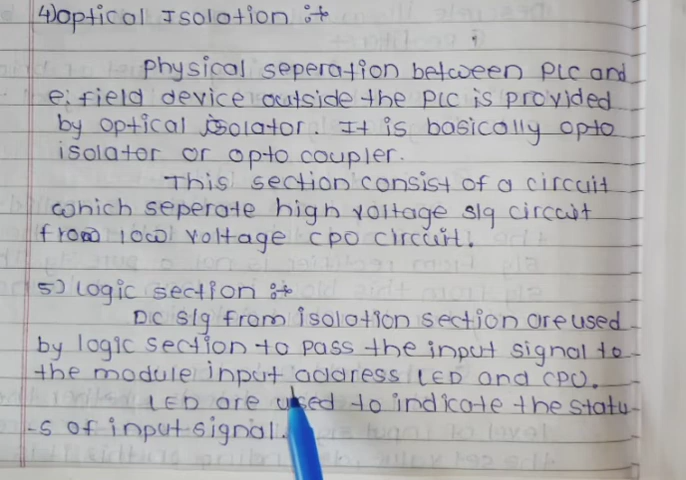 4) Optical Isolation :-
Physical seperation between PLC and
e. field device outside the PLC is provided
by optical isolator. It is basically opto
isolator or opto coupler.
This section consist of a circuit
which seperate high voltage sig circuit
from low voltage CPU circuit.
5) Logic section :-
DC sig from isolation section are used
by logic section to pass the input signal to
the module input address LED and CPU.
LED are used to indicate the statu-
-s of input signal.